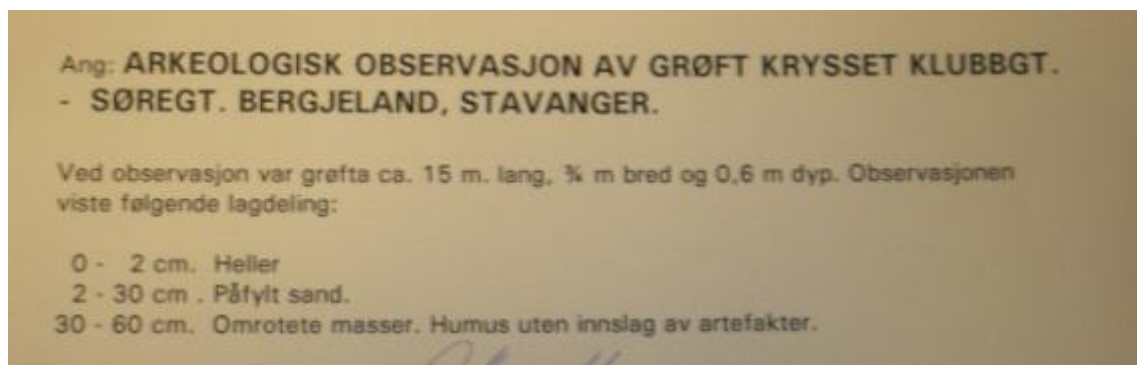 Ang: ARKEOLOGISK OBSERVASJON AV GRØFT KRYSSET KLUBBGT.
- SØREGT. BERGJELAND, STAVANGER.
Ved observasjon var grøfta ca. 15 m. lang, ¾ m bred og 0,6 m dyp. Observasjonen
viste følgende lagdeling:
0 - 2 cm. Heller
2 - 30 cm . Påfylt sand.
30 - 60 cm. Omrotete masser. Humus uten innslag av artefakter.